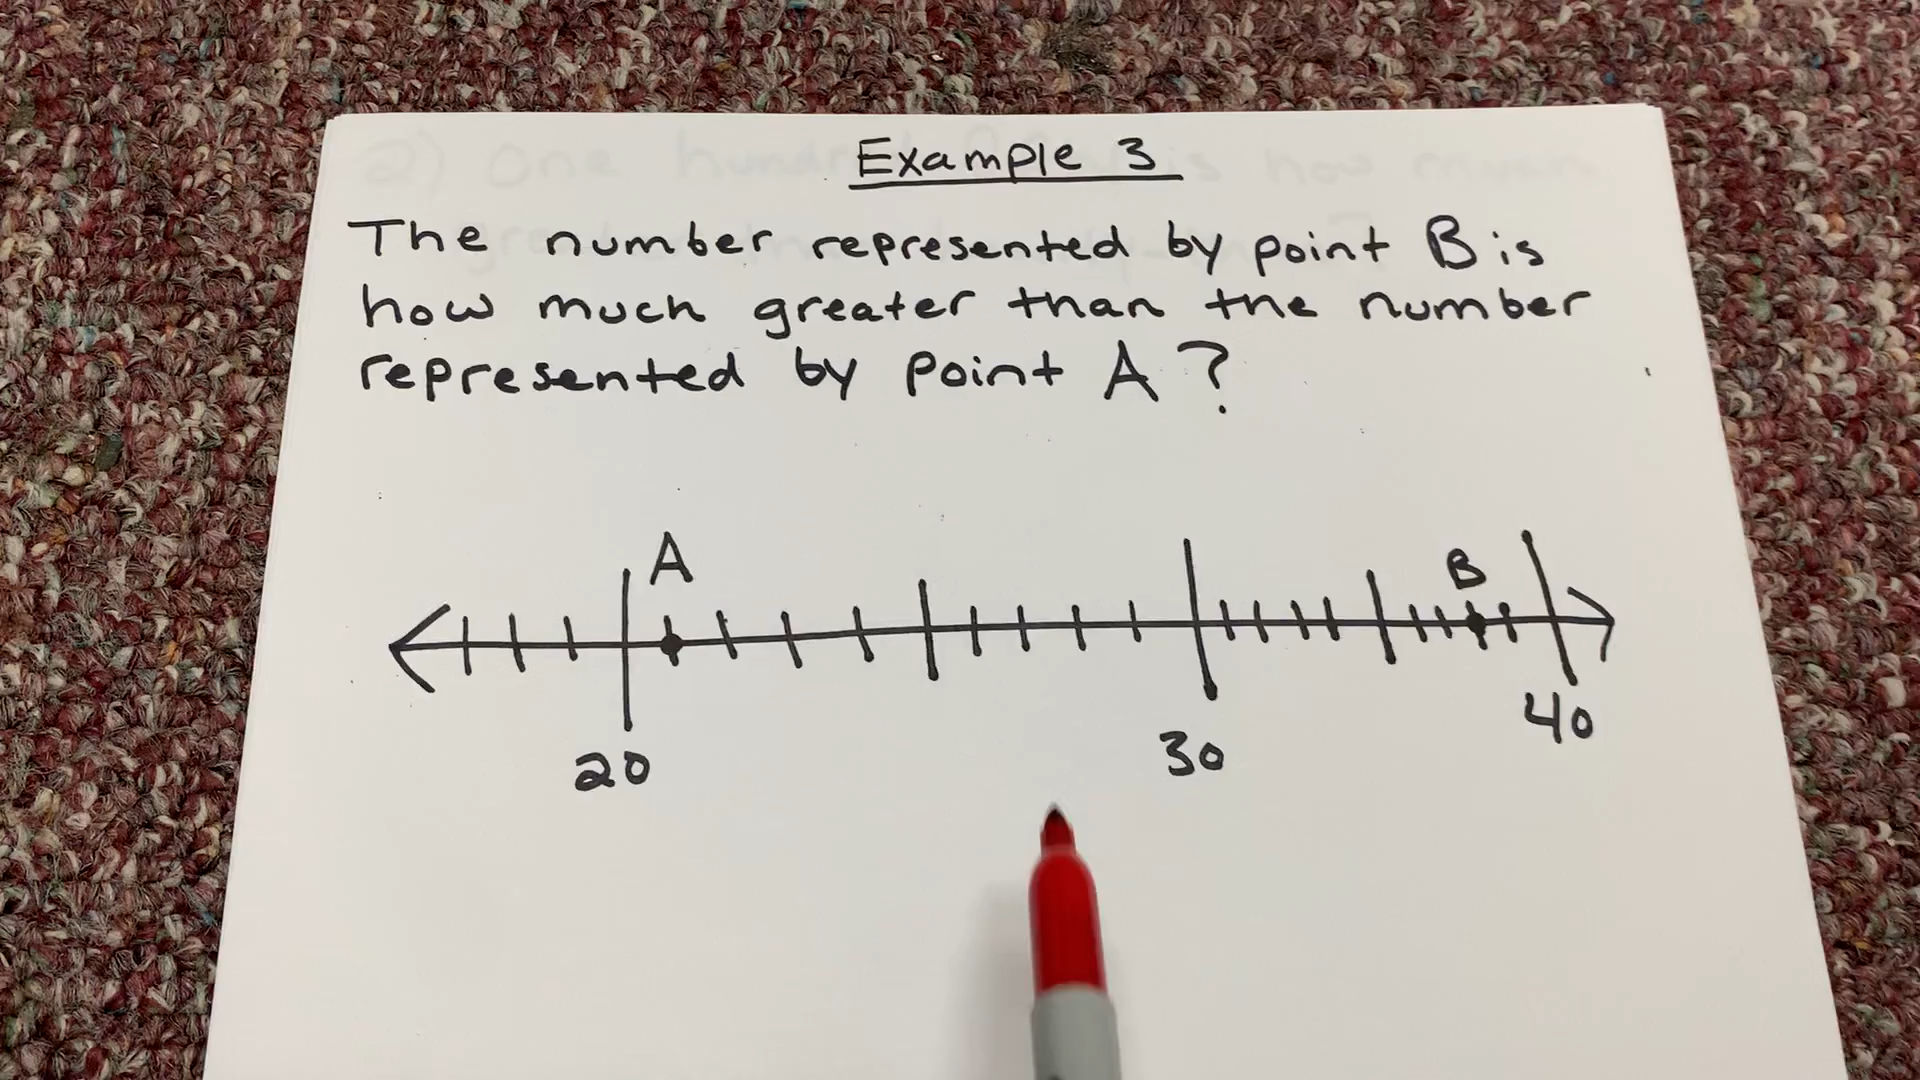 Example 3
The number represented by point B is
how much greater than the number
represented by point A ?
A B
20 30 40